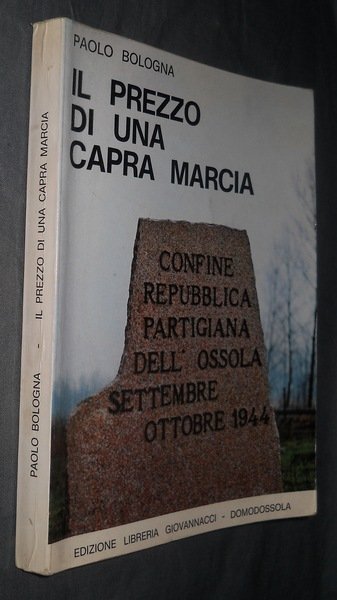 PAOLO BOLOGNA
IL PREZZO
DI UNA
CAPRA MARCIA
CONFINE
REPUBBLICA
PARTIGIANA
DELL' OSSOLA
SETTEMBRE
OTTOBRE 1944
EDIZIONE LIBRERIA GIOVANNACCI - DOMODOSSOLA
PAOLO BOLOGNA - IL PREZZO DI UNA CAPRA MARCIA